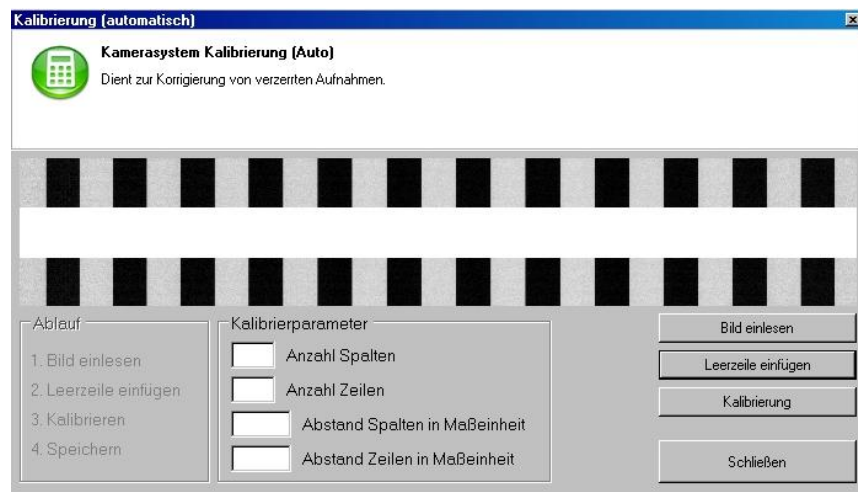 Kalibrierung (automatisch)
Kamerasystem Kalibrierung (Auto)
Dient zur Korrigierung von verzerrten Aufnahmen.
Ablauf
1. Bild einlesen
2. Leerzeile einfügen
3. Kalibrieren
4. Speichern
Kalibrierparameter
Anzahl Spalten
Anzahl Zeilen
Abstand Spalten in Maßeinheit
Abstand Zeilen in Maßeinheit
Bild einlesen
Leerzeile einfügen
Kalibrierung
Schließen